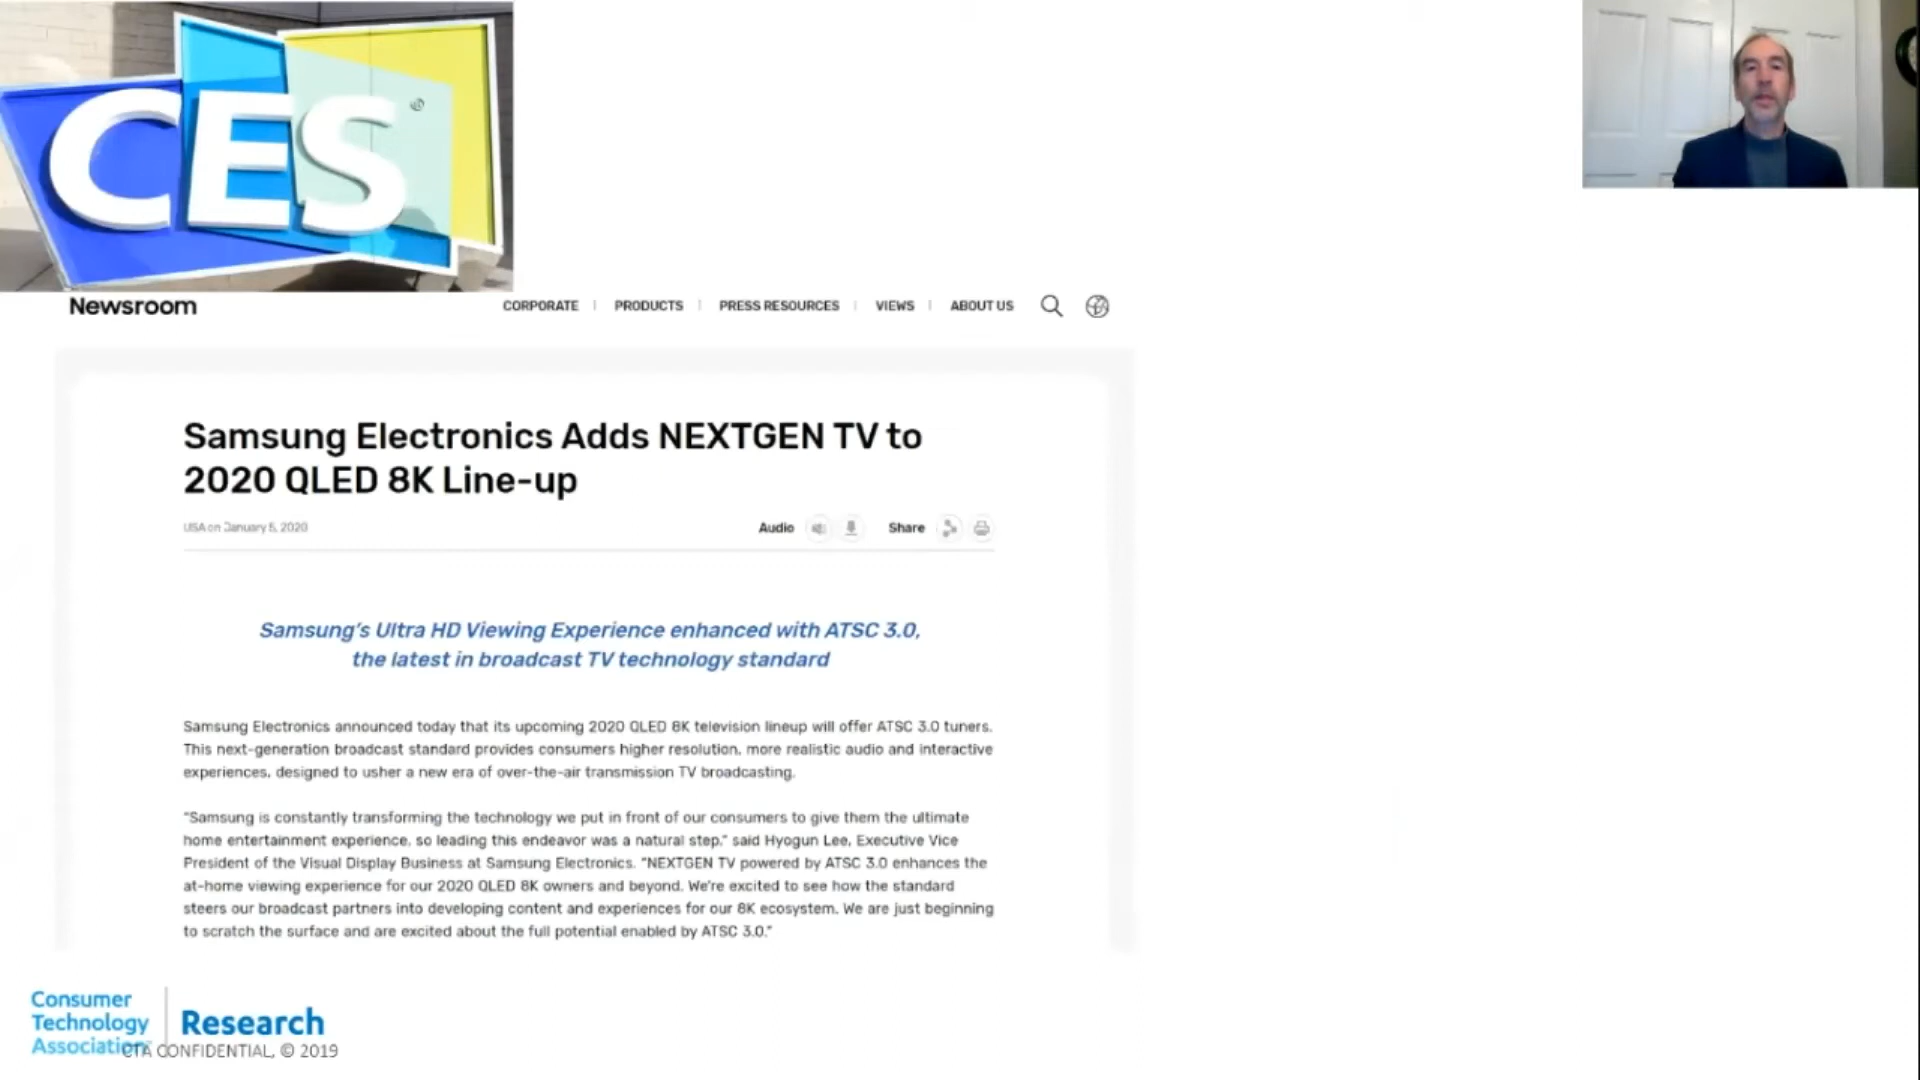 CES
Newsroom
CORPORATE | PRODUCTS | PRESS RESOURCES | VIEWS | ABOUT US
Samsung Electronics Adds NEXTGEN TV to
2020 QLED 8K Line-up
USA on January 5, 2020
Audio
Share
Samsung's Ultra HD Viewing Experience enhanced with ATSC 3.0,
the latest in broadcast TV technology standard
Samsung Electronics announced today that its upcoming 2020 QLED 8K television lineup will offer ATSC 3.0 tuners.
This next-generation broadcast standard provides consumers higher resolution, more realistic audio and interactive
experiences, designed to usher a new era of over-the-air transmission TV broadcasting.
"Samsung is constantly transforming the technology we put in front of our consumers to give them the ultimate
home entertainment experience, so leading this endeavor was a natural step." said Hyogun Lee, Executive Vice
President of the Visual Display Business at Samsung Electronics. "NEXTGEN TV powered by ATSC 3.0 enhances the
at-home viewing experience for our 2020 QLED 8K owners and beyond. We're excited to see how the standard
steers our broadcast partners into developing content and experiences for our 8K ecosystem. We are just beginning
to scratch the surface and are excited about the full potential enabled by ATSC 3.0."
Consumer
Technology
Association
Research
CTA CONFIDENTIAL, © 2019